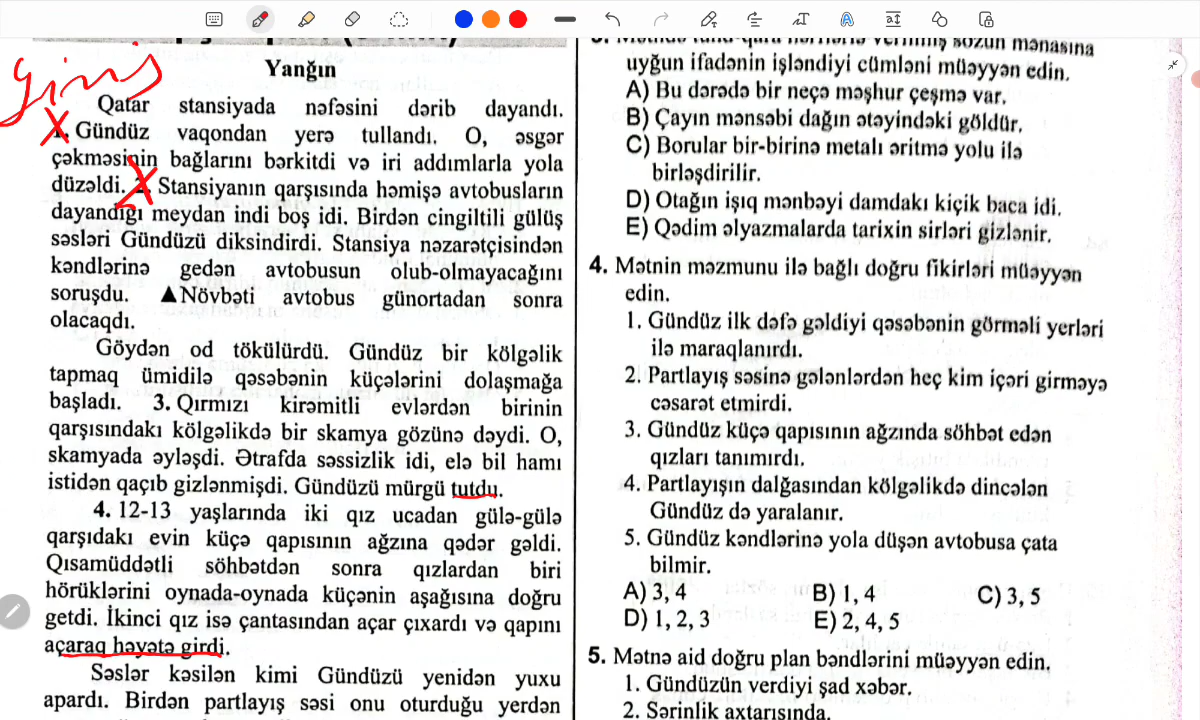 Giriş
Yanğın
Qatar stansiyada nəfəsini dərib dayandı.
1. Gündüz vaqondan yerə tullandı. O, əsgər
çəkməsinin bağlarını bərkitdi və iri addımlarla yola
düzəldi. 2. Stansiyanın qarşısında həmişə avtobusların
dayandığı meydan indi boş idi. Birdən cingiltili gülüş
səsləri Gündüzü diksindirdi. Stansiya nəzarətçisindən
kəndlərinə gedən avtobusun olub-olmayacağını
soruşdu. ▲Növbəti avtobus günortadan sonra
olacaqdı.
Göydən od tökülürdü. Gündüz bir kölgəlik
tapmaq ümidilə qəsəbənin küçələrini dolaşmağa
başladı. 3. Qırmızı kirəmitli evlərdən birinin
qarşısındakı kölgəlikdə bir skamya gözünə dəydi. O,
skamyada əyləşdi. Ətrafda səssizlik idi, elə bil hamı
istidən qaçıb gizlənmişdi. Gündüzü mürgü tutdu.
4. 12-13 yaşlarında iki qız ucadan gülə-gülə
qarşıdakı evin küçə qapısının ağzına qədər gəldi.
Qısamüddətli söhbətdən sonra qızlardan biri
hörüklərini oynada-oynada küçənin aşağısına doğru
getdi. İkinci qız isə çantasından açar çıxardı və qapını
açaraq həyətə girdi.
Səslər kəsilən kimi Gündüzü yenidən yuxu
apardı. Birdən partlayış səsi onu oturduğu yerdən
3. Mətndə tünd-qara hərflərlə verilmiş sözün mənasına
uyğun ifadənin işləndiyi cümləni müəyyən edin.
A) Bu dərədə bir neçə məşhur çeşmə var.
B) Çayın mənsəbi dağın ətəyindəki göldür.
C) Borular bir-birinə metalı əritmə yolu ilə
birləşdirilir.
D) Otağın işıq mənbəyi damdakı kiçik baca idi.
E) Qədim əlyazmalarda tarixin sirləri gizlənir.
4. Mətnin məzmunu ilə bağlı doğru fikirləri müəyyən
edin.
1. Gündüz ilk dəfə gəldiyi qəsəbənin görməli yerləri
ilə maraqlanırdı.
2. Partlayış səsinə gələnlərdən heç kim içəri girməyə
cəsarət etmirdi.
3. Gündüz küçə qapısının ağzında söhbət edən
qızları tanımırdı.
4. Partlayışın dalğasından kölgəlikdə dincələn
Gündüz də yaralanır.
5. Gündüz kəndlərinə yola düşən avtobusa çata
bilmir.
A) 3, 4 B) 1, 4 C) 3, 5
D) 1, 2, 3 E) 2, 4, 5
5. Mətnə aid doğru plan bəndlərini müəyyən edin.
1. Gündüzün verdiyi şad xəbər.
2. Sərinlik axtarışında.